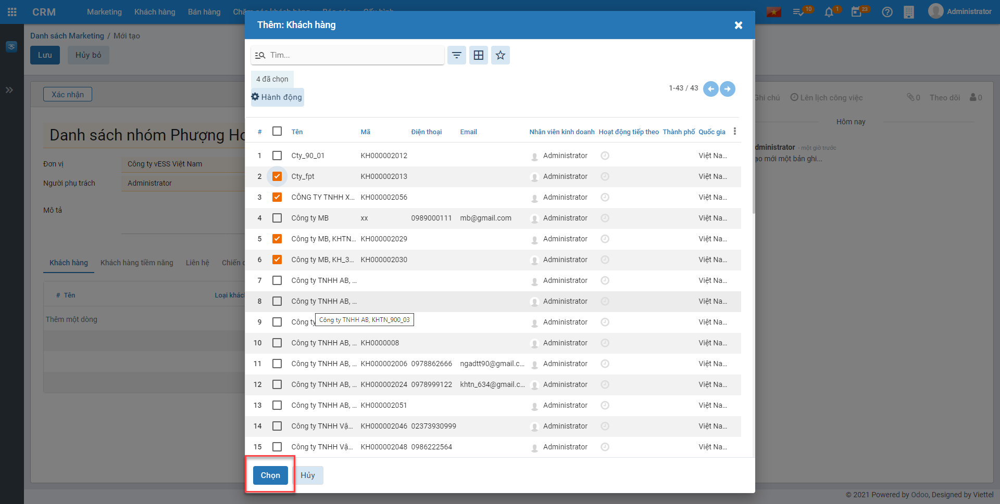 CRM
Marketing
Khách hàng
Bán hàng
10
1
23
Administrator
Danh sách Marketing / Mới tạo
Lưu
Hủy bỏ
Xác nhận
Danh sách nhóm Phượng Ho
Đơn vị
Công ty vESS Việt Nam
Người phụ trách
Administrator
Mô tả
Khách hàng
Khách hàng tiềm năng
Liên hệ
Chiến
# Tên
Loại khác
Thêm một dòng
Thêm: Khách hàng
Tìm...
4 đã chọn
Hành động
1-43 / 43
# Tên Mã Điện thoại Email Nhân viên kinh doanh Hoạt động tiếp theo Thành phố Quốc gia
1 Cty_90_01 KH000002012 Administrator Việt Na...
2 Cty_fpt KH000002013 Administrator Việt Na...
3 CÔNG TY TNHH X... KH000002056 Administrator Việt Na...
4 Công ty MB xx 0989000111 mb@gmail.com Administrator Việt Na...
5 Công ty MB, KHTN... KH000002029 Administrator Việt Na...
6 Công ty MB, KH_3... KH000002030 Administrator Việt Na...
7 Công ty TNHH AB, ... Administrator Việt Na...
8 Công ty TNHH AB, ... Administrator Việt Na...
9 Công ty Administrator Việt Na...
Công ty TNHH AB, KHTN_900_03
10 Công ty TNHH AB, ... KH0000008 Administrator Việt Na...
11 Công ty TNHH AB, ... KH000002006 0978862666 ngadtt90@gmail.c... Administrator Việt Na...
12 Công ty TNHH AB, ... KH000002024 0978999122 khtn_634@gmail.c... Administrator Việt Na...
13 Công ty TNHH AB, ... KH000002051 Administrator Việt Na...
14 Công ty TNHH Vậ... KH000002046 02373930999 Administrator Việt Na...
15 Công ty TNHH Vậ... KH000002048 0986222564 Administrator Việt Na...
Chọn
Hủy
Ghi chú
Lên lịch công việc
0
Theo dõi
0
Hôm nay
dministrator - một giờ trước
ạo mới một bản ghi...
© 2021 Powered by Odoo, Designed by Viettel